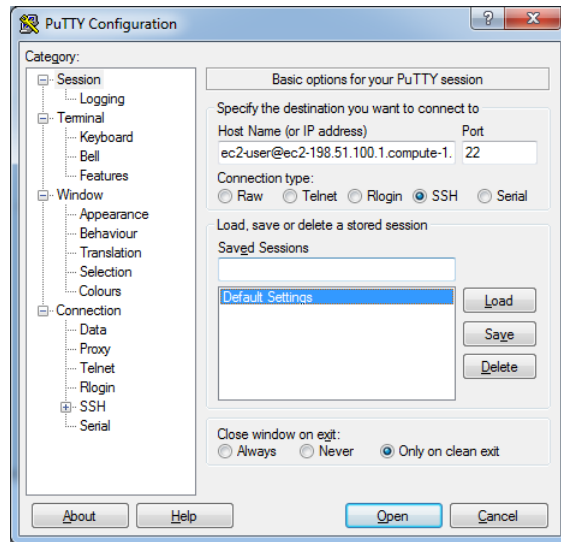 PuTTY Configuration
Category:
Session
Logging
Terminal
Keyboard
Bell
Features
Window
Appearance
Behaviour
Translation
Selection
Colours
Connection
Data
Proxy
Telnet
Rlogin
SSH
Serial
Basic options for your PuTTY session
Specify the destination you want to connect to
Host Name (or IP address) Port
ec2-user@ec2-198.51.100.1.compute-1. 22
Connection type:
Raw Telnet Rlogin SSH Serial
Load, save or delete a stored session
Saved Sessions
Default Settings
Load
Save
Delete
Close window on exit:
Always Never Only on clean exit
About Help Open Cancel